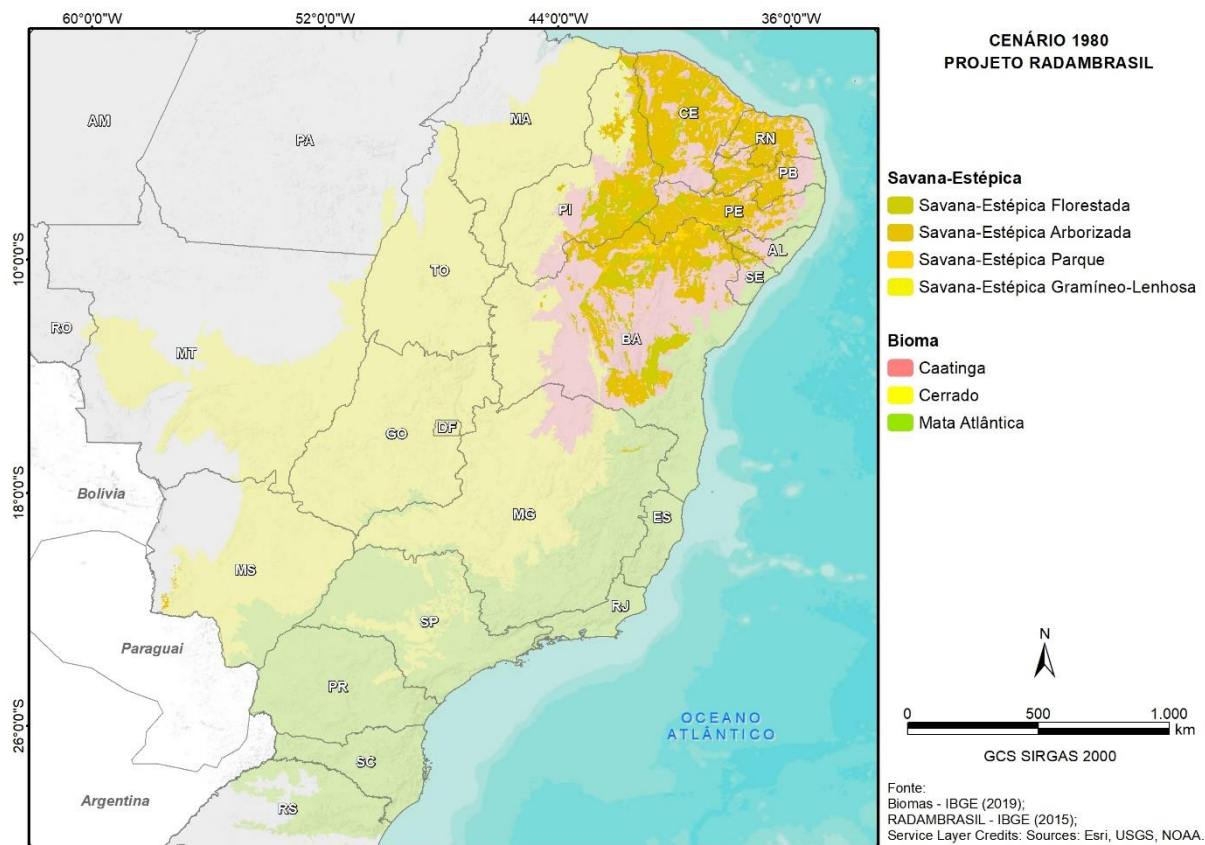 60°0'0"W 52°0'0"W 44°0'0"W 36°0'0"W
CENÁRIO 1980
PROJETO RADAMBRASIL
AM
PA
MA
CE
RN
PB
PI
PE
AL
SE
10°0'0"S
TO
RO
MT
BA
GO
DF
18°0'0"S
Bolivia
MG
ES
MS
RJ
SP
Paraguai
PR
26°0'0"S
OCEANO
ATLÂNTICO
SC
Argentina
RS
Savana-Estépica
Savana-Estépica Florestada
Savana-Estépica Arborizada
Savana-Estépica Parque
Savana-Estépica Gramíneo-Lenhosa
Bioma
Caatinga
Cerrado
Mata Atlântica
N
0 500 1.000
km
GCS SIRGAS 2000
Fonte:
Biomas - IBGE (2019);
RADAMBRASIL - IBGE (2015);
Service Layer Credits: Sources: Esri, USGS, NOAA.